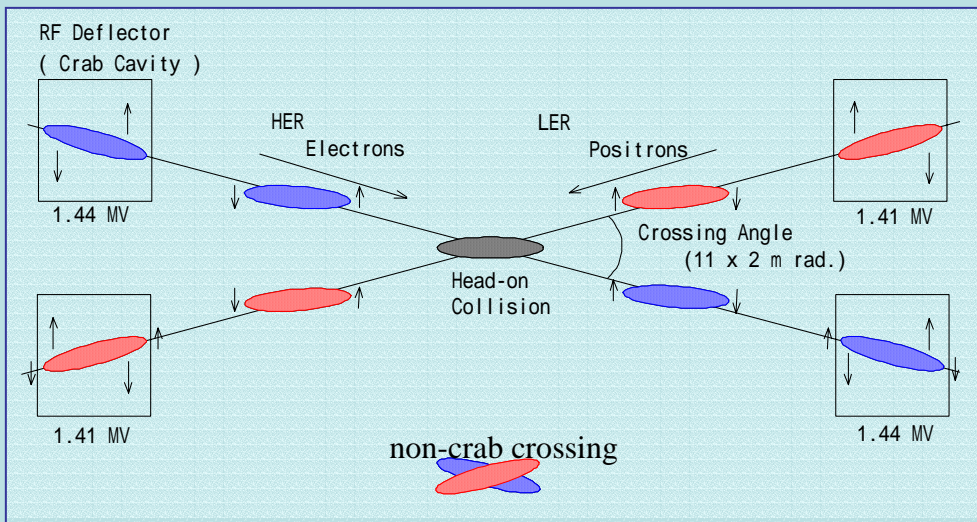 RF Deflector
( Crab Cavity )
HER
Electrons
LER
Positrons
1.44 MV
1.41 MV
Crossing Angle
(11 x 2 m rad.)
Head-on
Collision
1.41 MV
1.44 MV
non-crab crossing